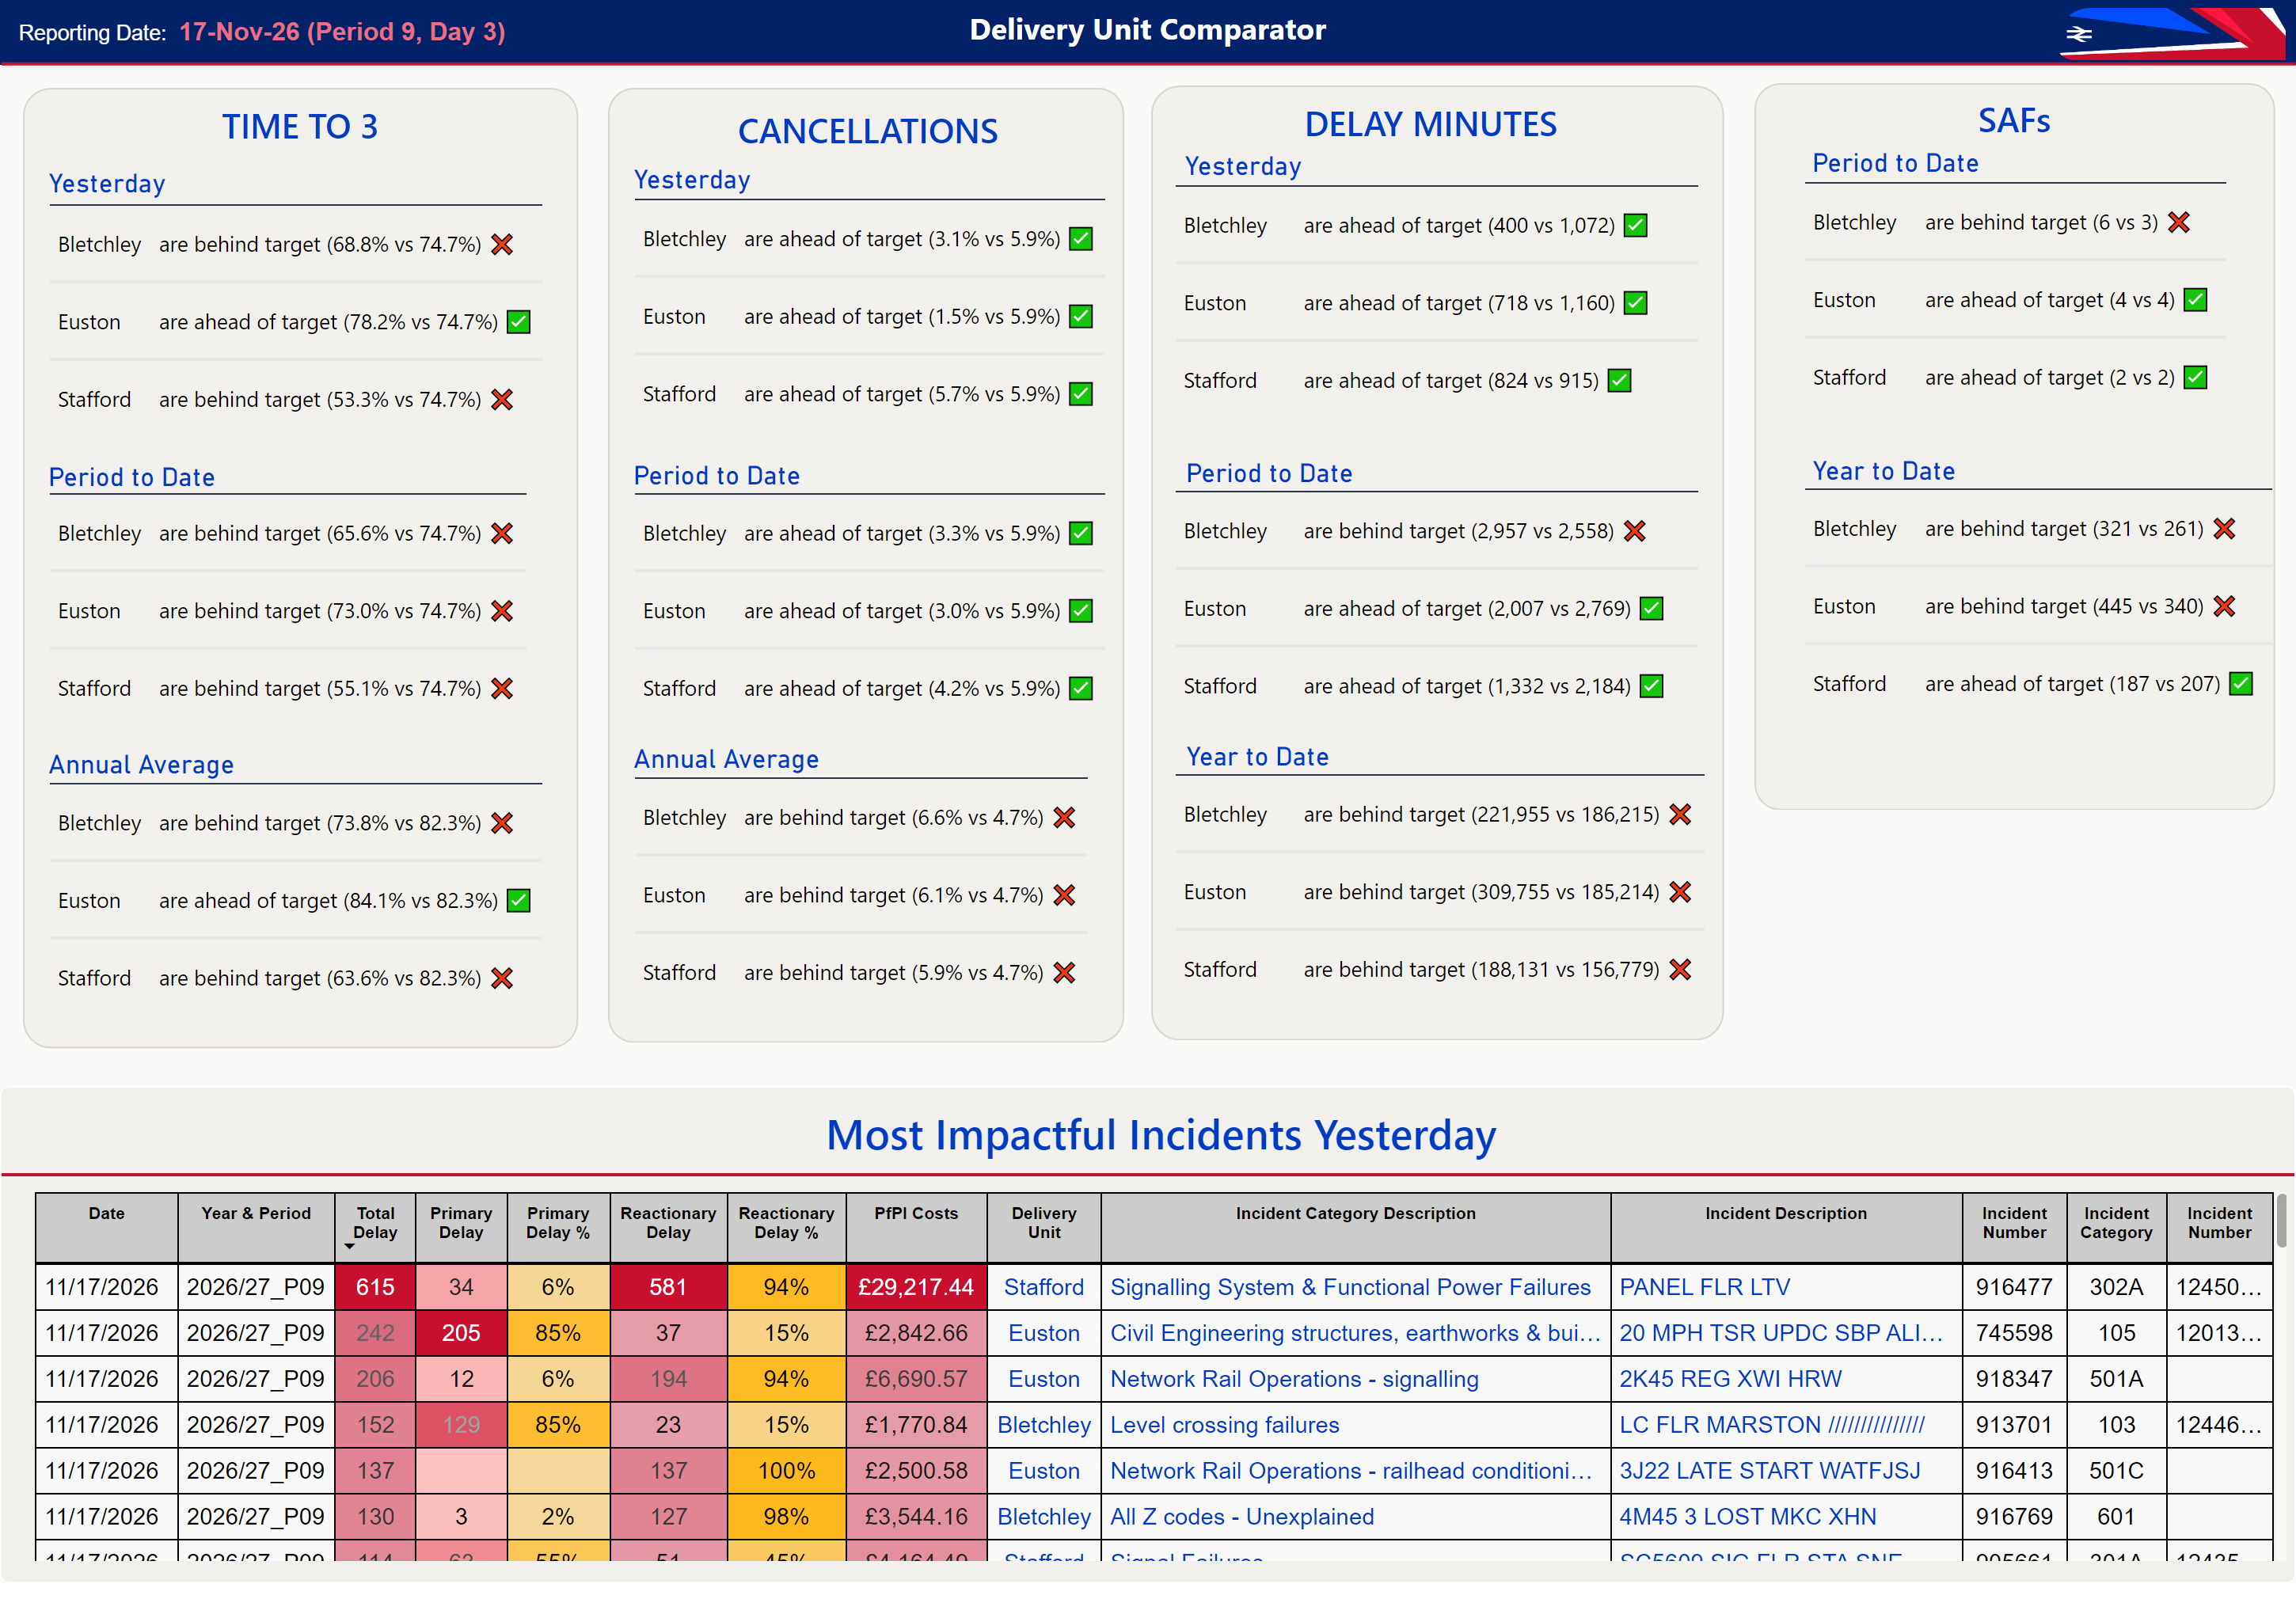 Reporting Date: 17-Nov-26 (Period 9, Day 3)
Delivery Unit Comparator
TIME TO 3
Yesterday
Bletchley are behind target (68.8% vs 74.7%) ❌
Euston are ahead of target (78.2% vs 74.7%) ✅
Stafford are behind target (53.3% vs 74.7%) ❌
Period to Date
Bletchley are behind target (65.6% vs 74.7%) ❌
Euston are behind target (73.0% vs 74.7%) ❌
Stafford are behind target (55.1% vs 74.7%) ❌
Annual Average
Bletchley are behind target (73.8% vs 82.3%) ❌
Euston are ahead of target (84.1% vs 82.3%) ✅
Stafford are behind target (63.6% vs 82.3%) ❌
CANCELLATIONS
Yesterday
Bletchley are ahead of target (3.1% vs 5.9%) ✅
Euston are ahead of target (1.5% vs 5.9%) ✅
Stafford are ahead of target (5.7% vs 5.9%) ✅
Period to Date
Bletchley are ahead of target (3.3% vs 5.9%) ✅
Euston are ahead of target (3.0% vs 5.9%) ✅
Stafford are ahead of target (4.2% vs 5.9%) ✅
Annual Average
Bletchley are behind target (6.6% vs 4.7%) ❌
Euston are behind target (6.1% vs 4.7%) ❌
Stafford are behind target (5.9% vs 4.7%) ❌
DELAY MINUTES
Yesterday
Bletchley are ahead of target (400 vs 1,072) ✅
Euston are ahead of target (718 vs 1,160) ✅
Stafford are ahead of target (824 vs 915) ✅
Period to Date
Bletchley are behind target (2,957 vs 2,558) ❌
Euston are ahead of target (2,007 vs 2,769) ✅
Stafford are ahead of target (1,332 vs 2,184) ✅
Year to Date
Bletchley are behind target (221,955 vs 186,215) ❌
Euston are behind target (309,755 vs 185,214) ❌
Stafford are behind target (188,131 vs 156,779) ❌
SAFs
Period to Date
Bletchley are behind target (6 vs 3) ❌
Euston are ahead of target (4 vs 4) ✅
Stafford are ahead of target (2 vs 2) ✅
Year to Date
Bletchley are behind target (321 vs 261) ❌
Euston are behind target (445 vs 340) ❌
Stafford are ahead of target (187 vs 207) ✅
Most Impactful Incidents Yesterday
Date Year & Period Total Delay Primary Delay Primary Delay % Reactionary Delay Reactionary Delay % PfPI Costs Delivery Unit Incident Category Description Incident Description Incident Number Incident Category Incident Number
11/17/2026 2026/27_P09 615 34 6% 581 94% £29,217.44 Stafford Signalling System & Functional Power Failures PANEL FLR LTV 916477 302A 12450...
11/17/2026 2026/27_P09 242 205 85% 37 15% £2,842.66 Euston Civil Engineering structures, earthworks & bui... 20 MPH TSR UPDC SBP ALI... 745598 105 12013...
11/17/2026 2026/27_P09 206 12 6% 194 94% £6,690.57 Euston Network Rail Operations - signalling 2K45 REG XWI HRW 918347 501A
11/17/2026 2026/27_P09 152 129 85% 23 15% £1,770.84 Bletchley Level crossing failures LC FLR MARSTON /////////////// 913701 103 12446...
11/17/2026 2026/27_P09 137 137 100% £2,500.58 Euston Network Rail Operations - railhead conditioni... 3J22 LATE START WATFJSJ 916413 501C
11/17/2026 2026/27_P09 130 3 2% 127 98% £3,544.16 Bletchley All Z codes - Unexplained 4M45 3 LOST MKC XHN 916769 601
11/17/2026 2026/27_P09 114 63 55% 51 45% Stafford Signal Failures